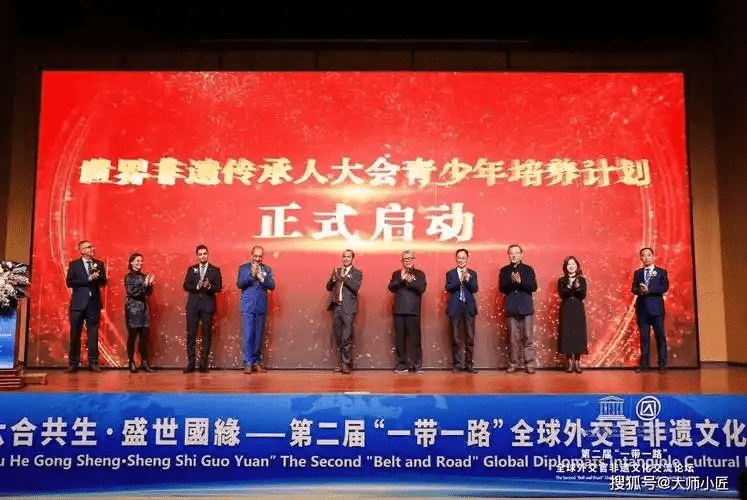 世界非遗传承人大会青少年培养计划
正式启动
六合共生·盛世國緣——第二届“一带一路”全球外交官非遗文化
u He Gong Sheng•Sheng Shi Guo Yuan” The Second "Belt and Road" Global Diplomats Intangible Cultural
第二届“一带一路”
全球外交官非遗文化交流论坛
搜狐号@大师小匠